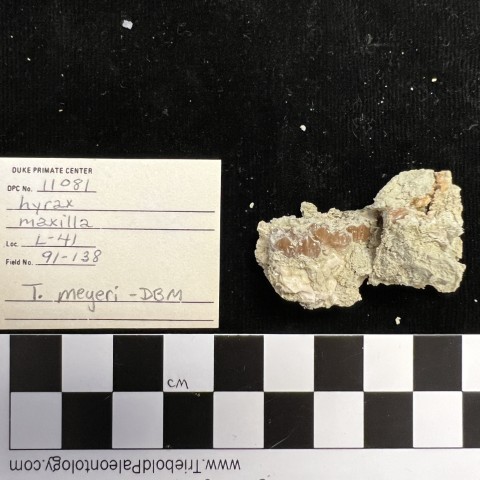 DUKE PRIMATE CENTER
DPC No. 11081
hyrax
maxilla
Loc. L-41
Field No. 91-138
T. meyeri - DBM
CM
www.TrieboldPaleontology.com